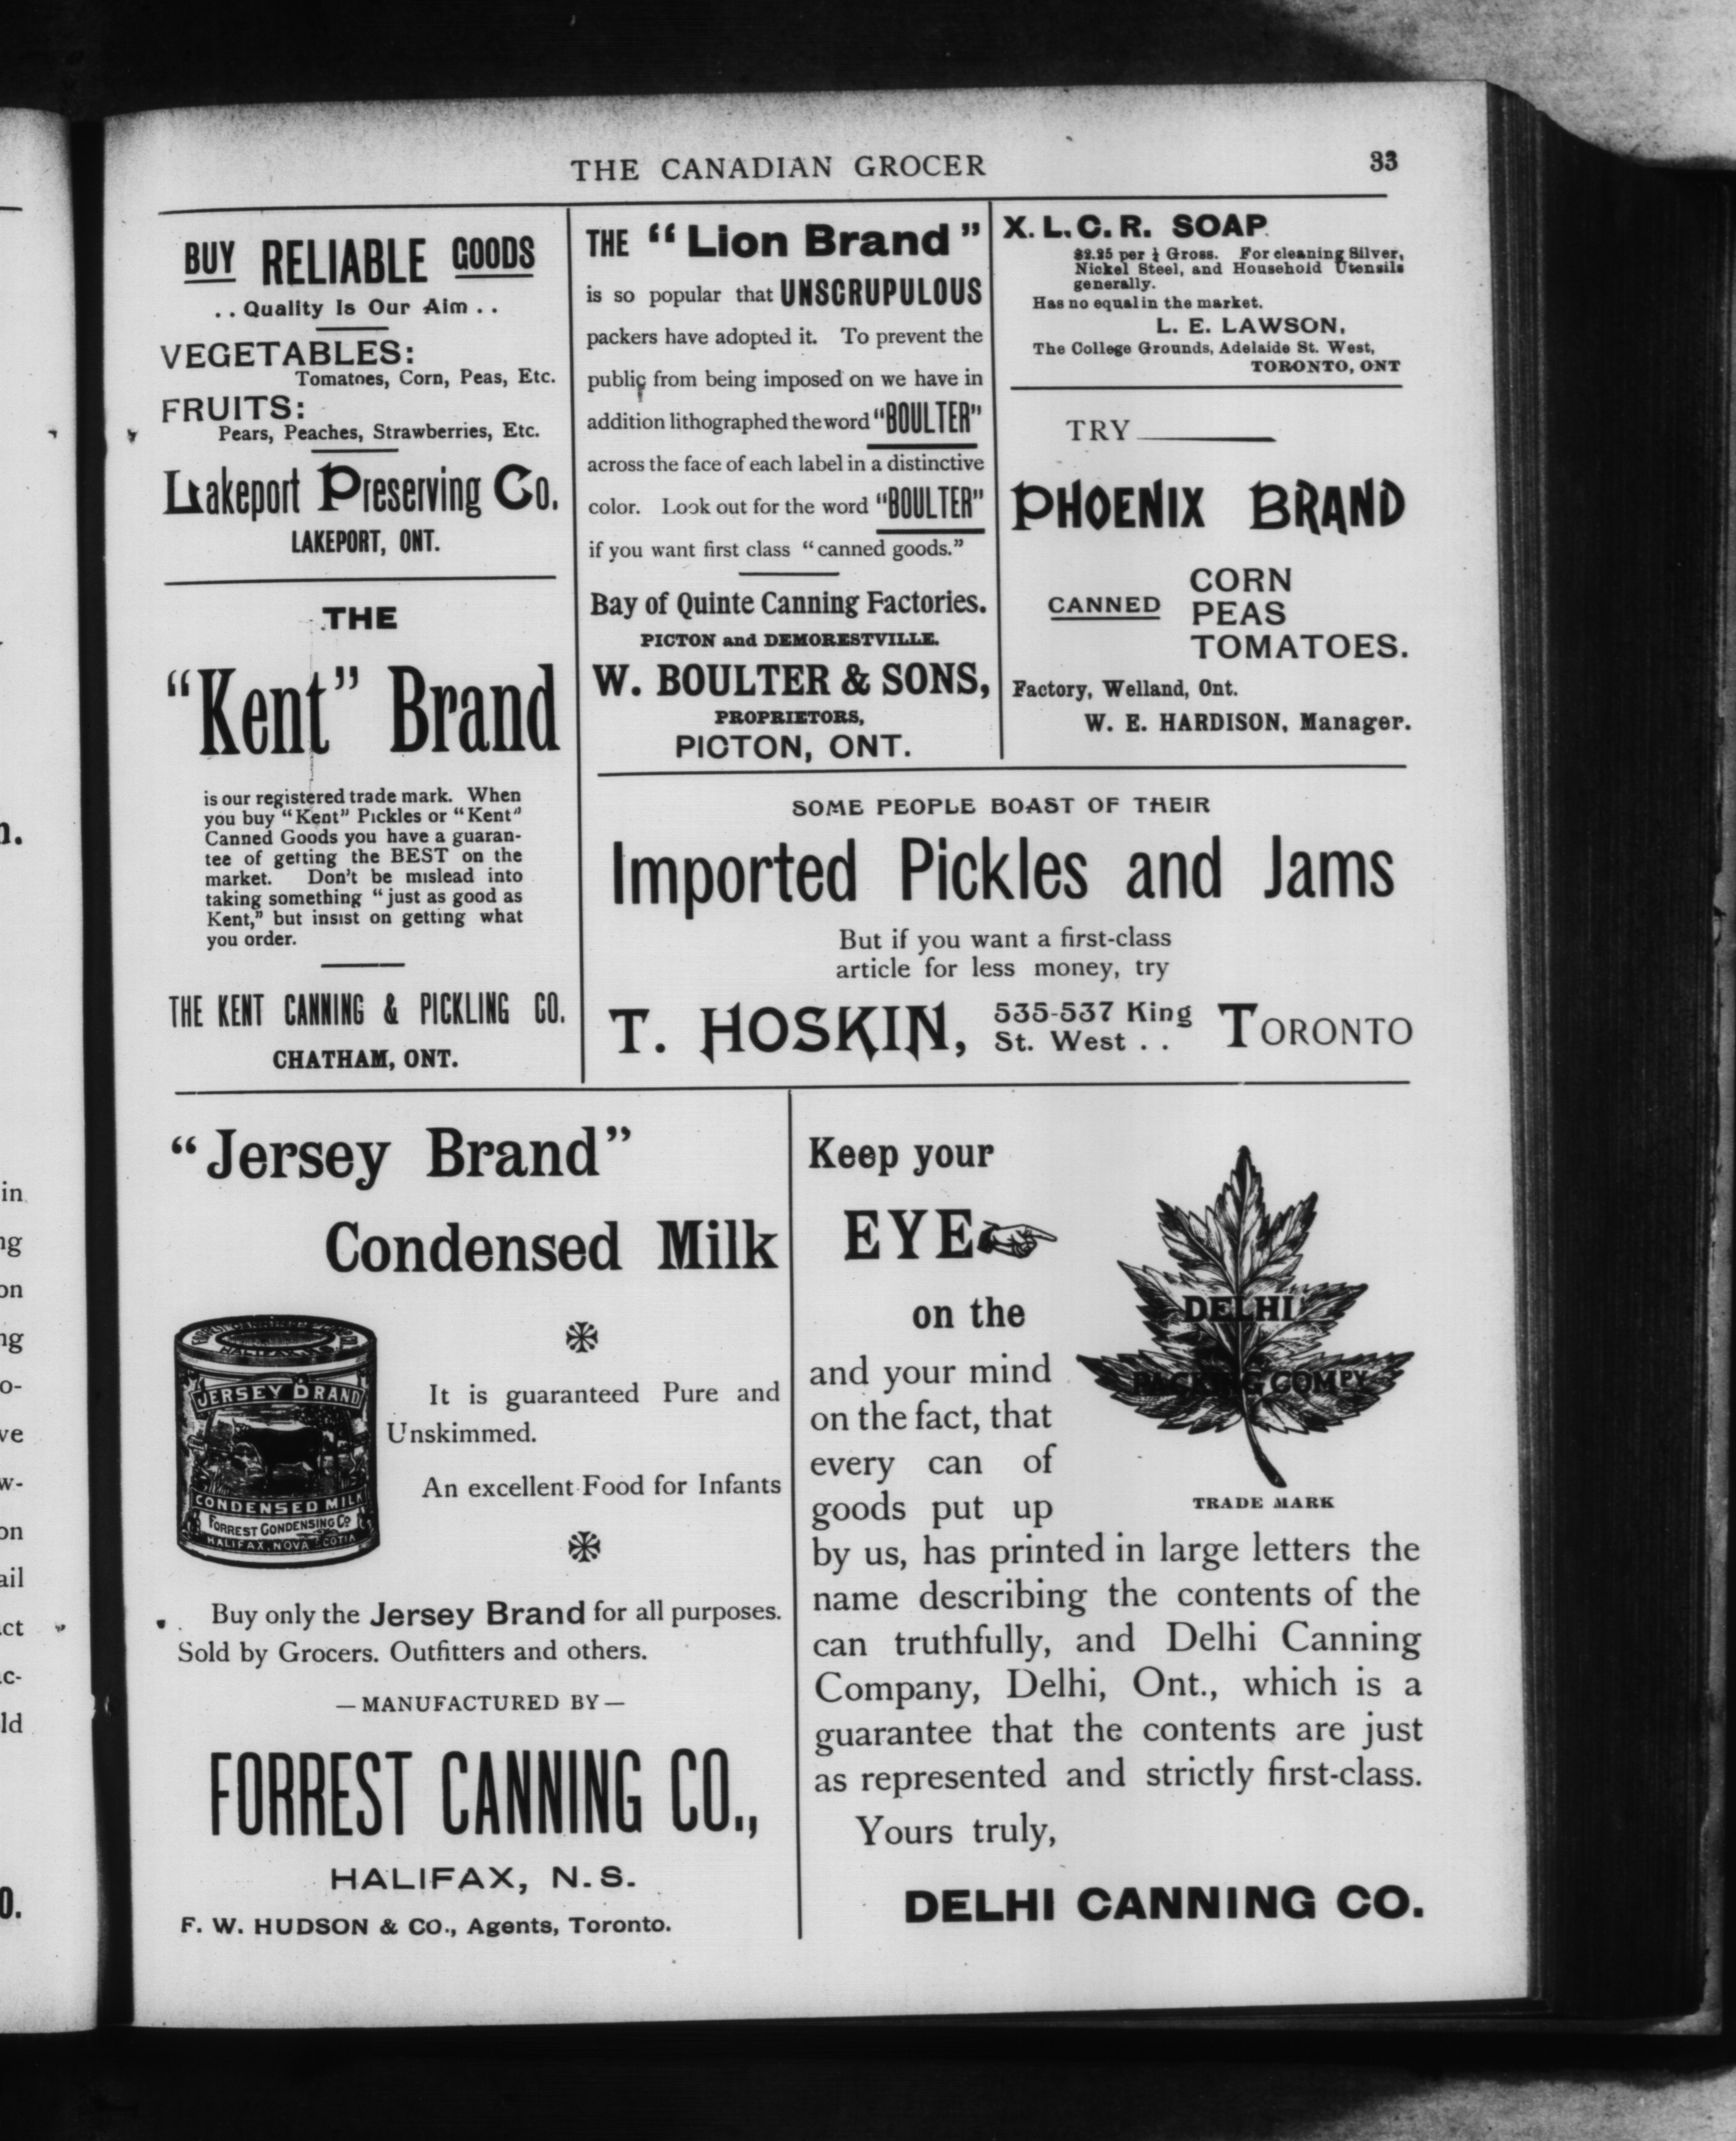 THE CANADIAN GROCER
33
BUY RELIABLE GOODS
. . Quality Is Our Aim . .
VEGETABLES:
Tomatoes, Corn, Peas, Etc.
FRUITS:
Pears, Peaches, Strawberries, Etc.
Lakeport Preserving Co.
LAKEPORT, ONT.
THE
“Kent” Brand
is our registered trade mark. When
you buy “Kent” Pickles or “Kent”
Canned Goods you have a guaran-
tee of getting the BEST on the
market. Don't be mislead into
taking something “just as good as
Kent,” but insist on getting what
you order.
THE KENT CANNING & PICKLING CO.
CHATHAM, ONT.
THE “Lion Brand”
is so popular that UNSCRUPULOUS
packers have adopted it. To prevent the
public from being imposed on we have in
addition lithographed the word “BOULTER”
across the face of each label in a distinctive
color. Look out for the word “BOULTER”
if you want first class “canned goods.”
Bay of Quinte Canning Factories.
PICTON and DEMORESTVILLE.
W. BOULTER & SONS,
PROPRIETORS,
PICTON, ONT.
X. L. C. R. SOAP
$2.25 per ¼ Gross. For cleaning Silver,
Nickel Steel, and Household Utensils
generally.
Has no equal in the market.
L. E. LAWSON,
The College Grounds, Adelaide St. West,
TORONTO, ONT
TRY
PHOENIX BRAND
CANNED
CORN
PEAS
TOMATOES.
Factory, Welland, Ont.
W. E. HARDISON, Manager.
SOME PEOPLE BOAST OF THEIR
Imported Pickles and Jams
But if you want a first-class
article for less money, try
T. HOSKIN, 535-537 King St. West . . TORONTO
“Jersey Brand”
Condensed Milk
JERSEY BRAND
CONDENSED MILK
FORREST CONDENSING Co
HALIFAX, NOVA SCOTIA
It is guaranteed Pure and
Unskimmed.
An excellent Food for Infants
Buy only the Jersey Brand for all purposes.
Sold by Grocers. Outfitters and others.
—MANUFACTURED BY—
FORREST CANNING CO.,
HALIFAX, N. S.
F. W. HUDSON & CO., Agents, Toronto.
Keep your
EYE
on the
DELHI
PACKING COMPY
TRADE MARK
and your mind
on the fact, that
every can of
goods put up
by us, has printed in large letters the
name describing the contents of the
can truthfully, and Delhi Canning
Company, Delhi, Ont., which is a
guarantee that the contents are just
as represented and strictly first-class.
Yours truly,
DELHI CANNING CO.